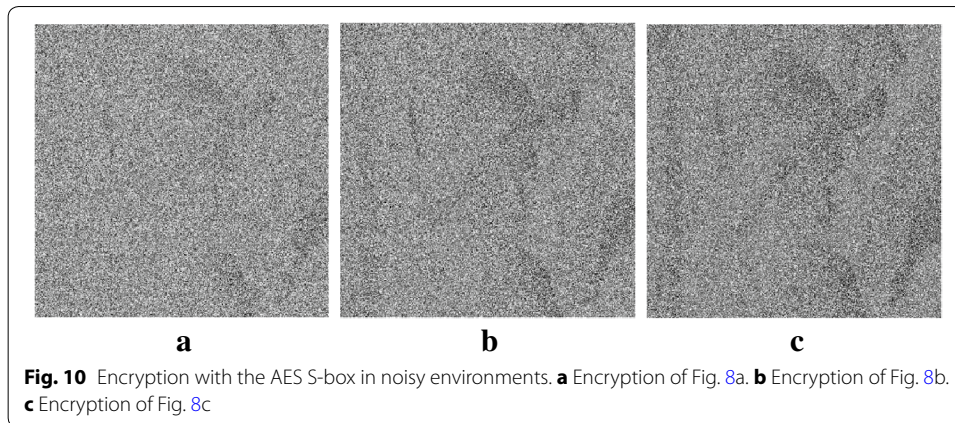 a b c
Fig. 10 Encryption with the AES S-box in noisy environments. a Encryption of Fig. 8a. b Encryption of Fig. 8b.
c Encryption of Fig. 8c